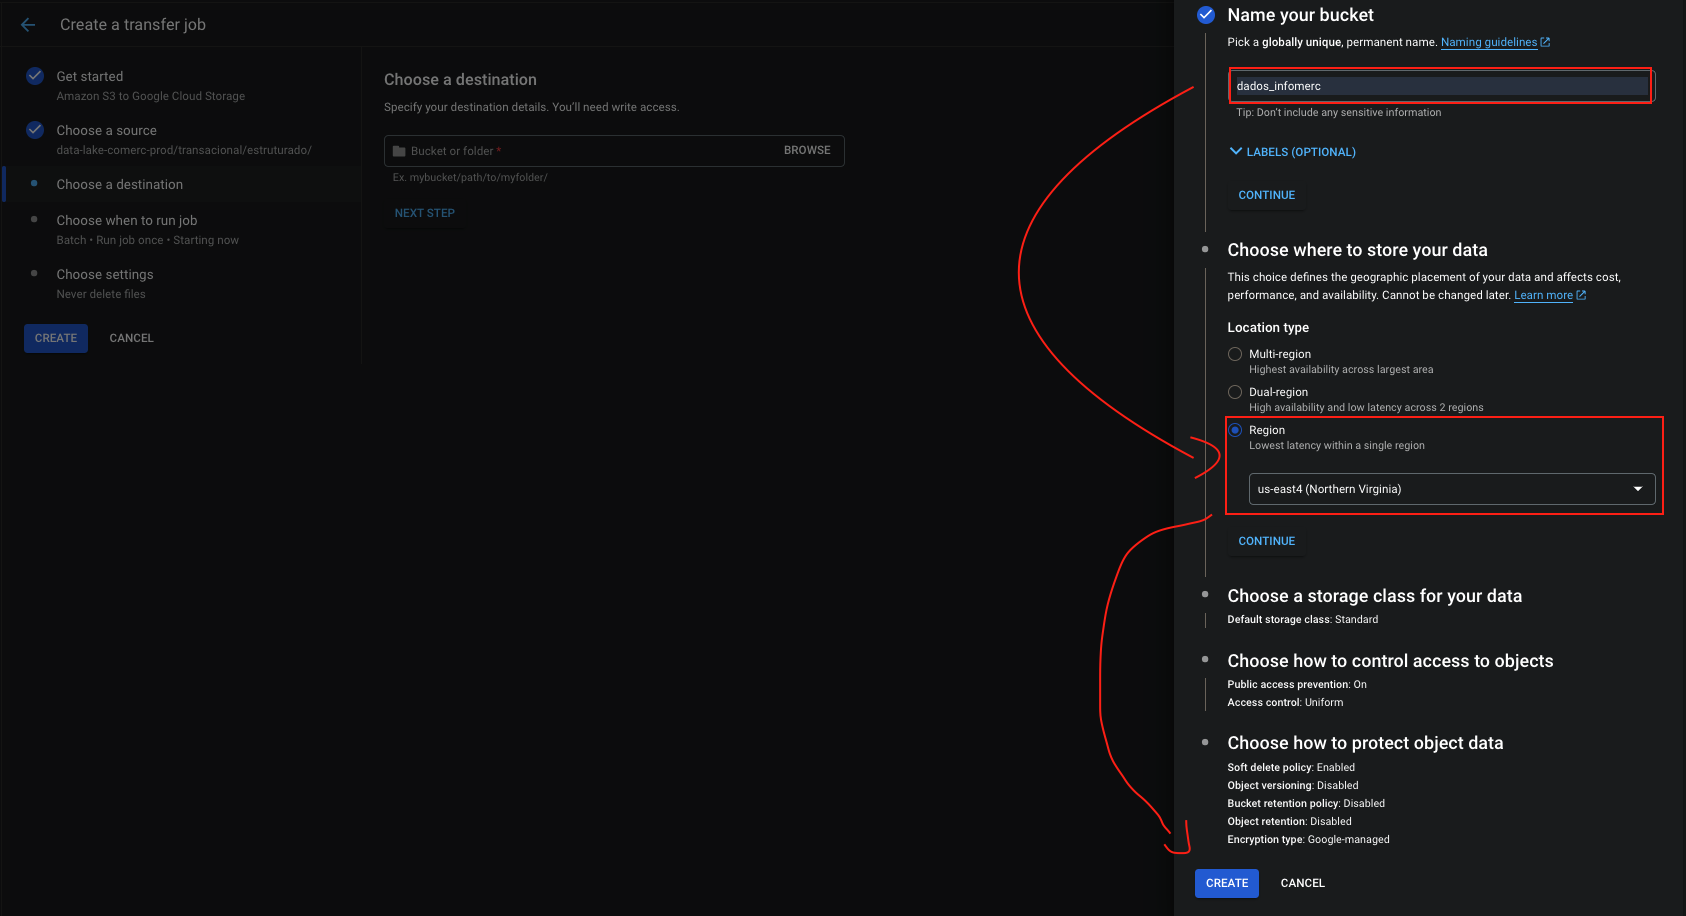 Create a transfer job
Get started
Amazon S3 to Google Cloud Storage
Choose a source
data-lake-comerc-prod/transacional/estruturado/
Choose a destination
Choose when to run job
Batch • Run job once • Starting now
Choose settings
Never delete files
CREATE CANCEL
Choose a destination
Specify your destination details. You'll need write access.
Bucket or folder * BROWSE
Ex. mybucket/path/to/myfolder/
NEXT STEP
Name your bucket
Pick a globally unique, permanent name. Naming guidelines
dados_infomerc
Tip: Don't include any sensitive information
LABELS (OPTIONAL)
CONTINUE
Choose where to store your data
This choice defines the geographic placement of your data and affects cost,
performance, and availability. Cannot be changed later. Learn more
Location type
Multi-region
Highest availability across largest area
Dual-region
High availability and low latency across 2 regions
Region
Lowest latency within a single region
us-east4 (Northern Virginia)
CONTINUE
Choose a storage class for your data
Default storage class: Standard
Choose how to control access to objects
Public access prevention: On
Access control: Uniform
Choose how to protect object data
Soft delete policy: Enabled
Object versioning: Disabled
Bucket retention policy: Disabled
Object retention: Disabled
Encryption type: Google-managed
CREATE CANCEL